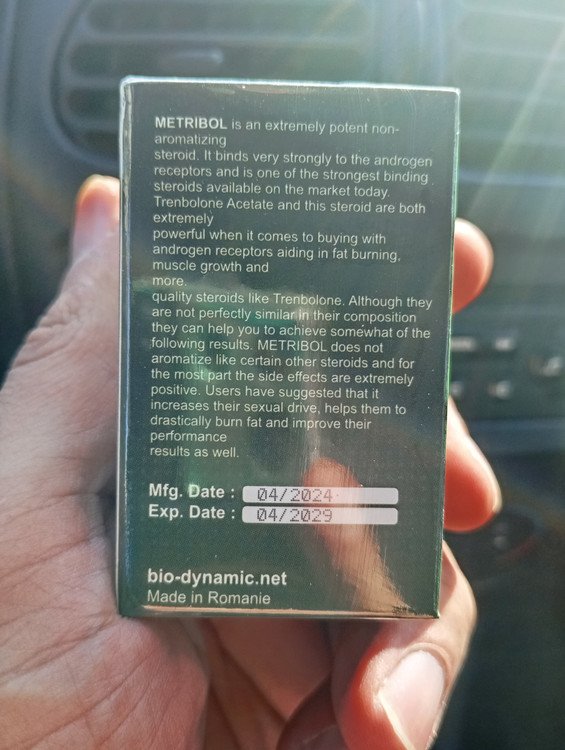 METRIBOL is an extremely potent non-
aromatizing
steroid. It binds very strongly to the androgen
receptors and is one of the strongest binding
steroids available on the market today.
Trenbolone Acetate and this steroid are both
extremely
powerful when it comes to buying with
androgen receptors aiding in fat burning,
muscle growth and
more.
quality steroids like Trenbolone. Although they
are not perfectly similar in their composition
they can help you to achieve somewhat of the
following results. METRIBOL does not
aromatize like certain other steroids and for
the most part the side effects are extremely
positive. Users have suggested that it
increases their sexual drive, helps them to
drastically burn fat and improve their
performance
results as well.
Mfg. Date : 04/2024
Exp. Date : 04/2029
bio-dynamic.net
Made in Romanie